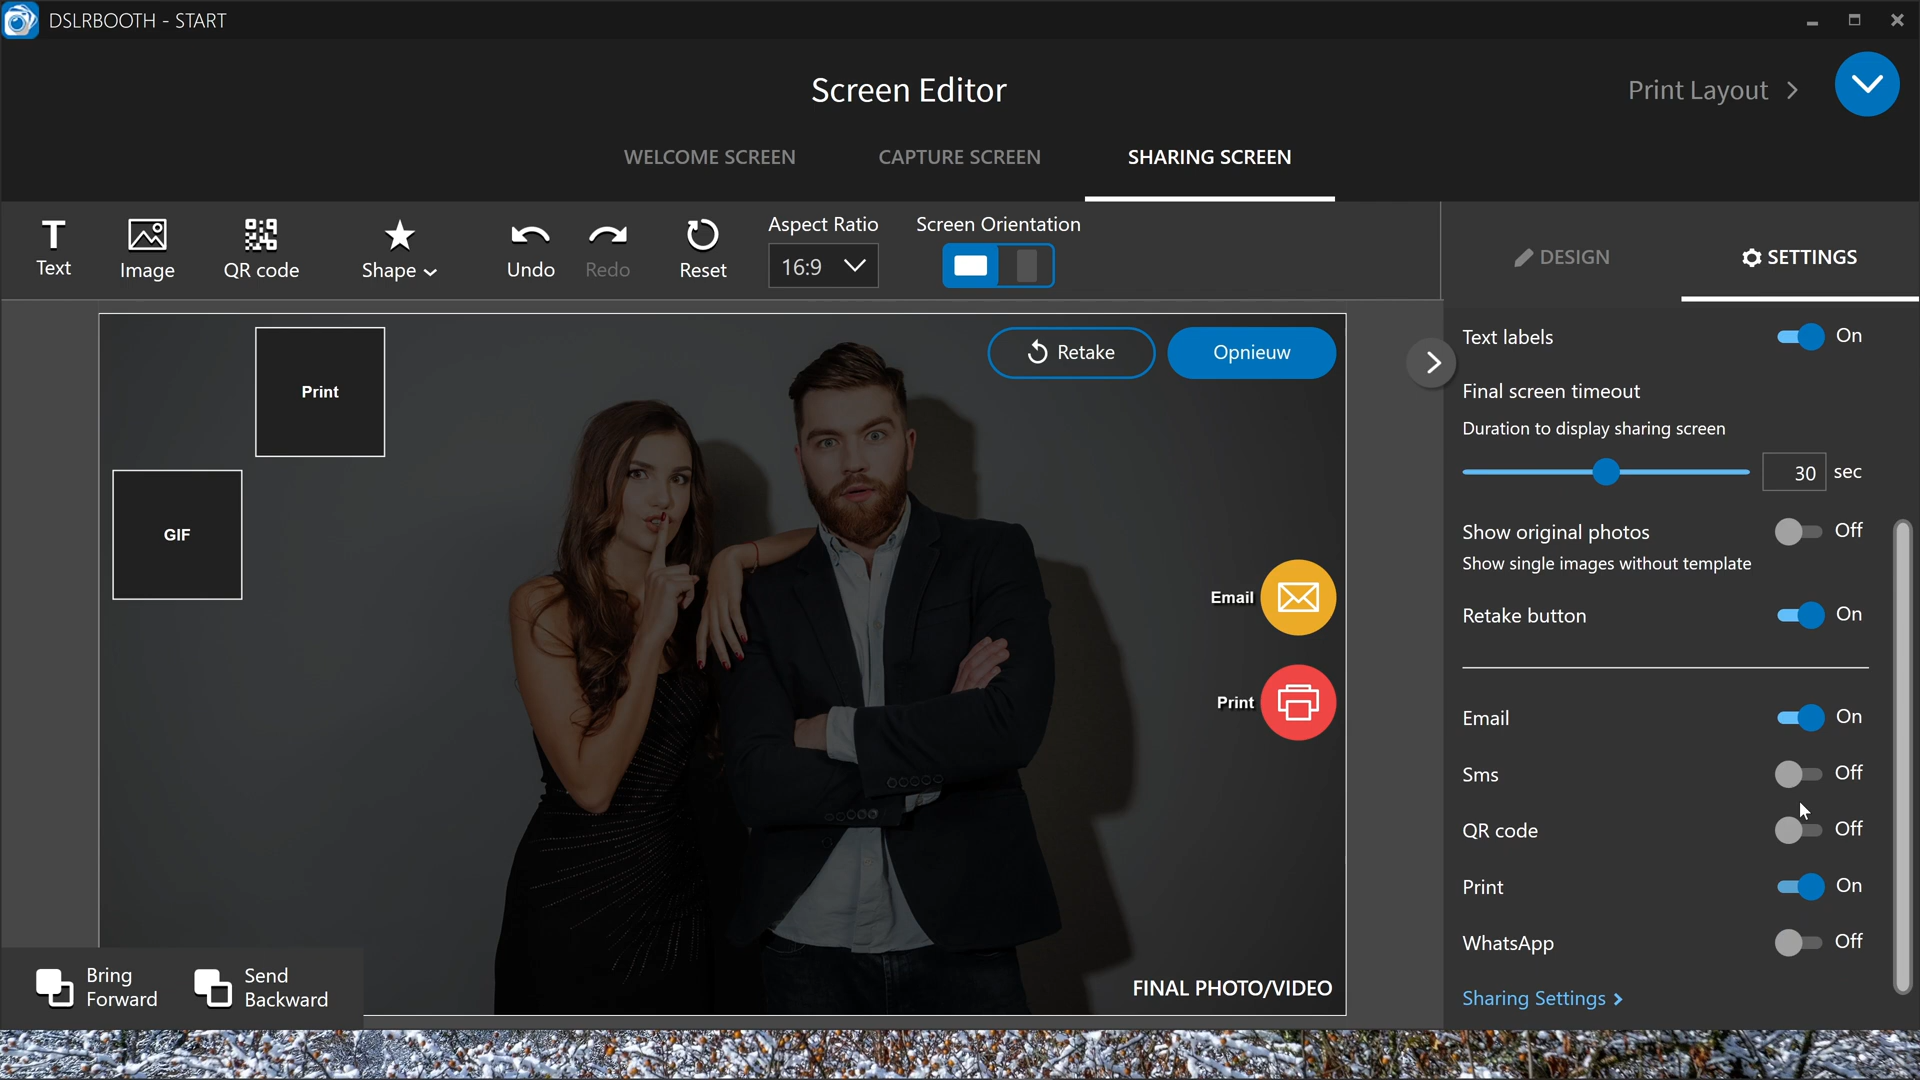 DSLRBOOTH - START
Screen Editor
Print Layout
WELCOME SCREEN
CAPTURE SCREEN
SHARING SCREEN
Text
Image
QR code
Shape
Undo
Redo
Reset
Aspect Ratio
16:9
Screen Orientation
DESIGN
SETTINGS
Print
GIF
Retake
Opnieuw
Email
Print
FINAL PHOTO/VIDEO
Bring
Forward
Send
Backward
Text labels On
Final screen timeout
Duration to display sharing screen
30 sec
Show original photos Off
Show single images without template
Retake button On
Email On
Sms Off
QR code Off
Print On
WhatsApp Off
Sharing Settings